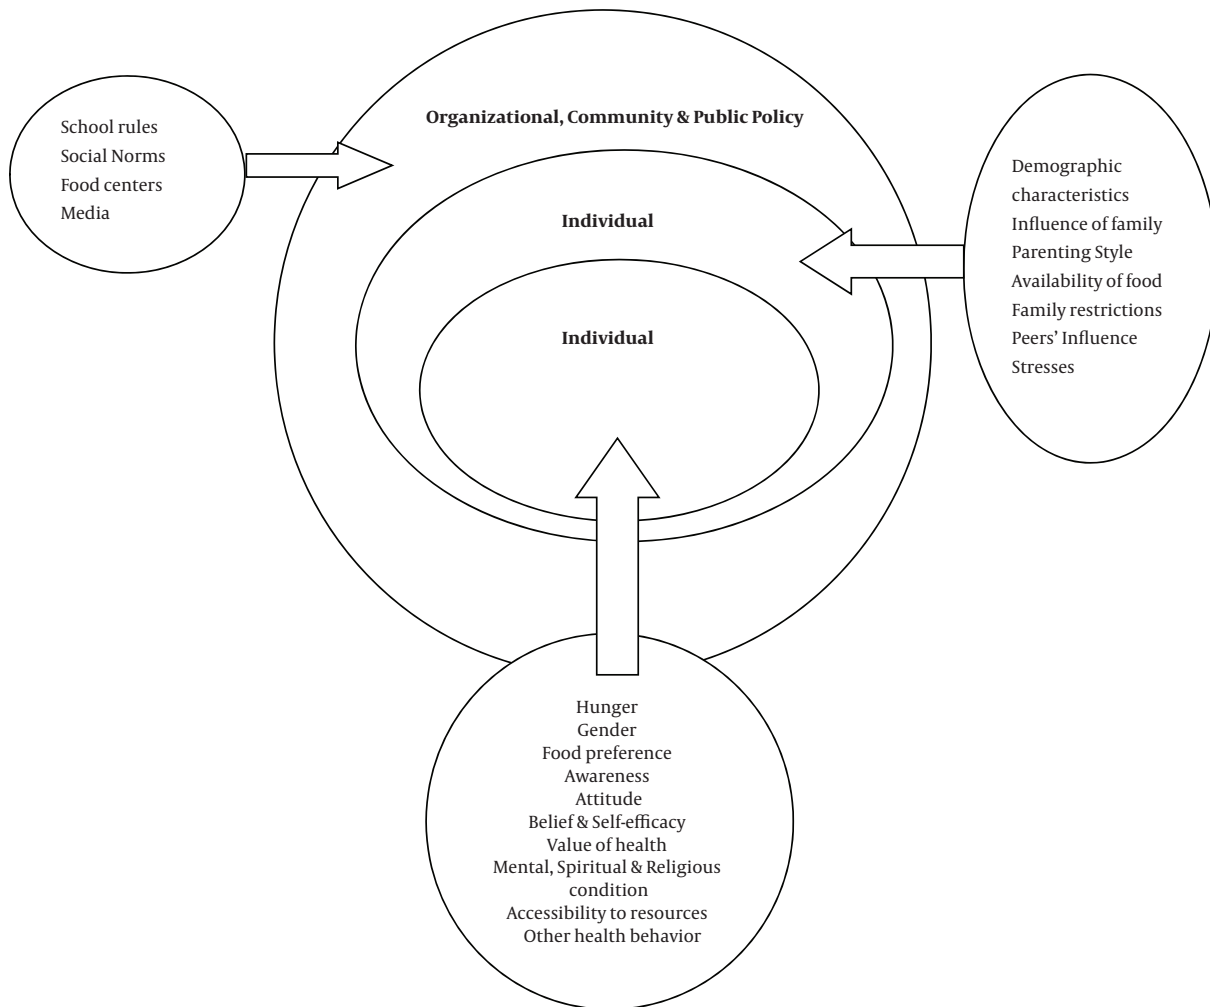 Organizational, Community & Public Policy
School rules
Social Norms
Food centers
Media
Individual
Individual
Demographic
characteristics
Influence of family
Parenting Style
Availability of food
Family restrictions
Peers' Influence
Stresses
Hunger
Gender
Food preference
Awareness
Attitude
Belief & Self-efficacy
Value of health
Mental, Spiritual & Religious
condition
Accessibility to resources
Other health behavior